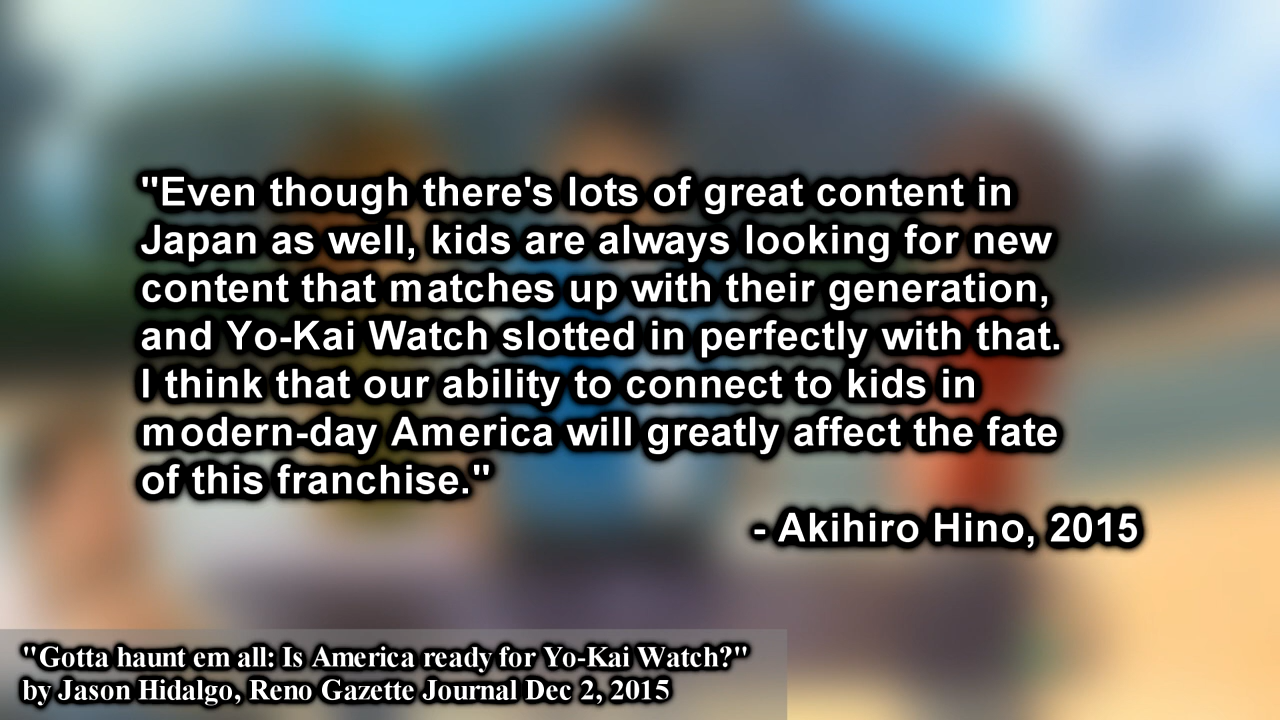 "Even though there's lots of great content in
Japan as well, kids are always looking for new
content that matches up with their generation,
and Yo-Kai Watch slotted in perfectly with that.
I think that our ability to connect to kids in
modern-day America will greatly affect the fate
of this franchise."
- Akihiro Hino, 2015
"Gotta haunt em all: Is America ready for Yo-Kai Watch?"
by Jason Hidalgo, Reno Gazette Journal Dec 2, 2015